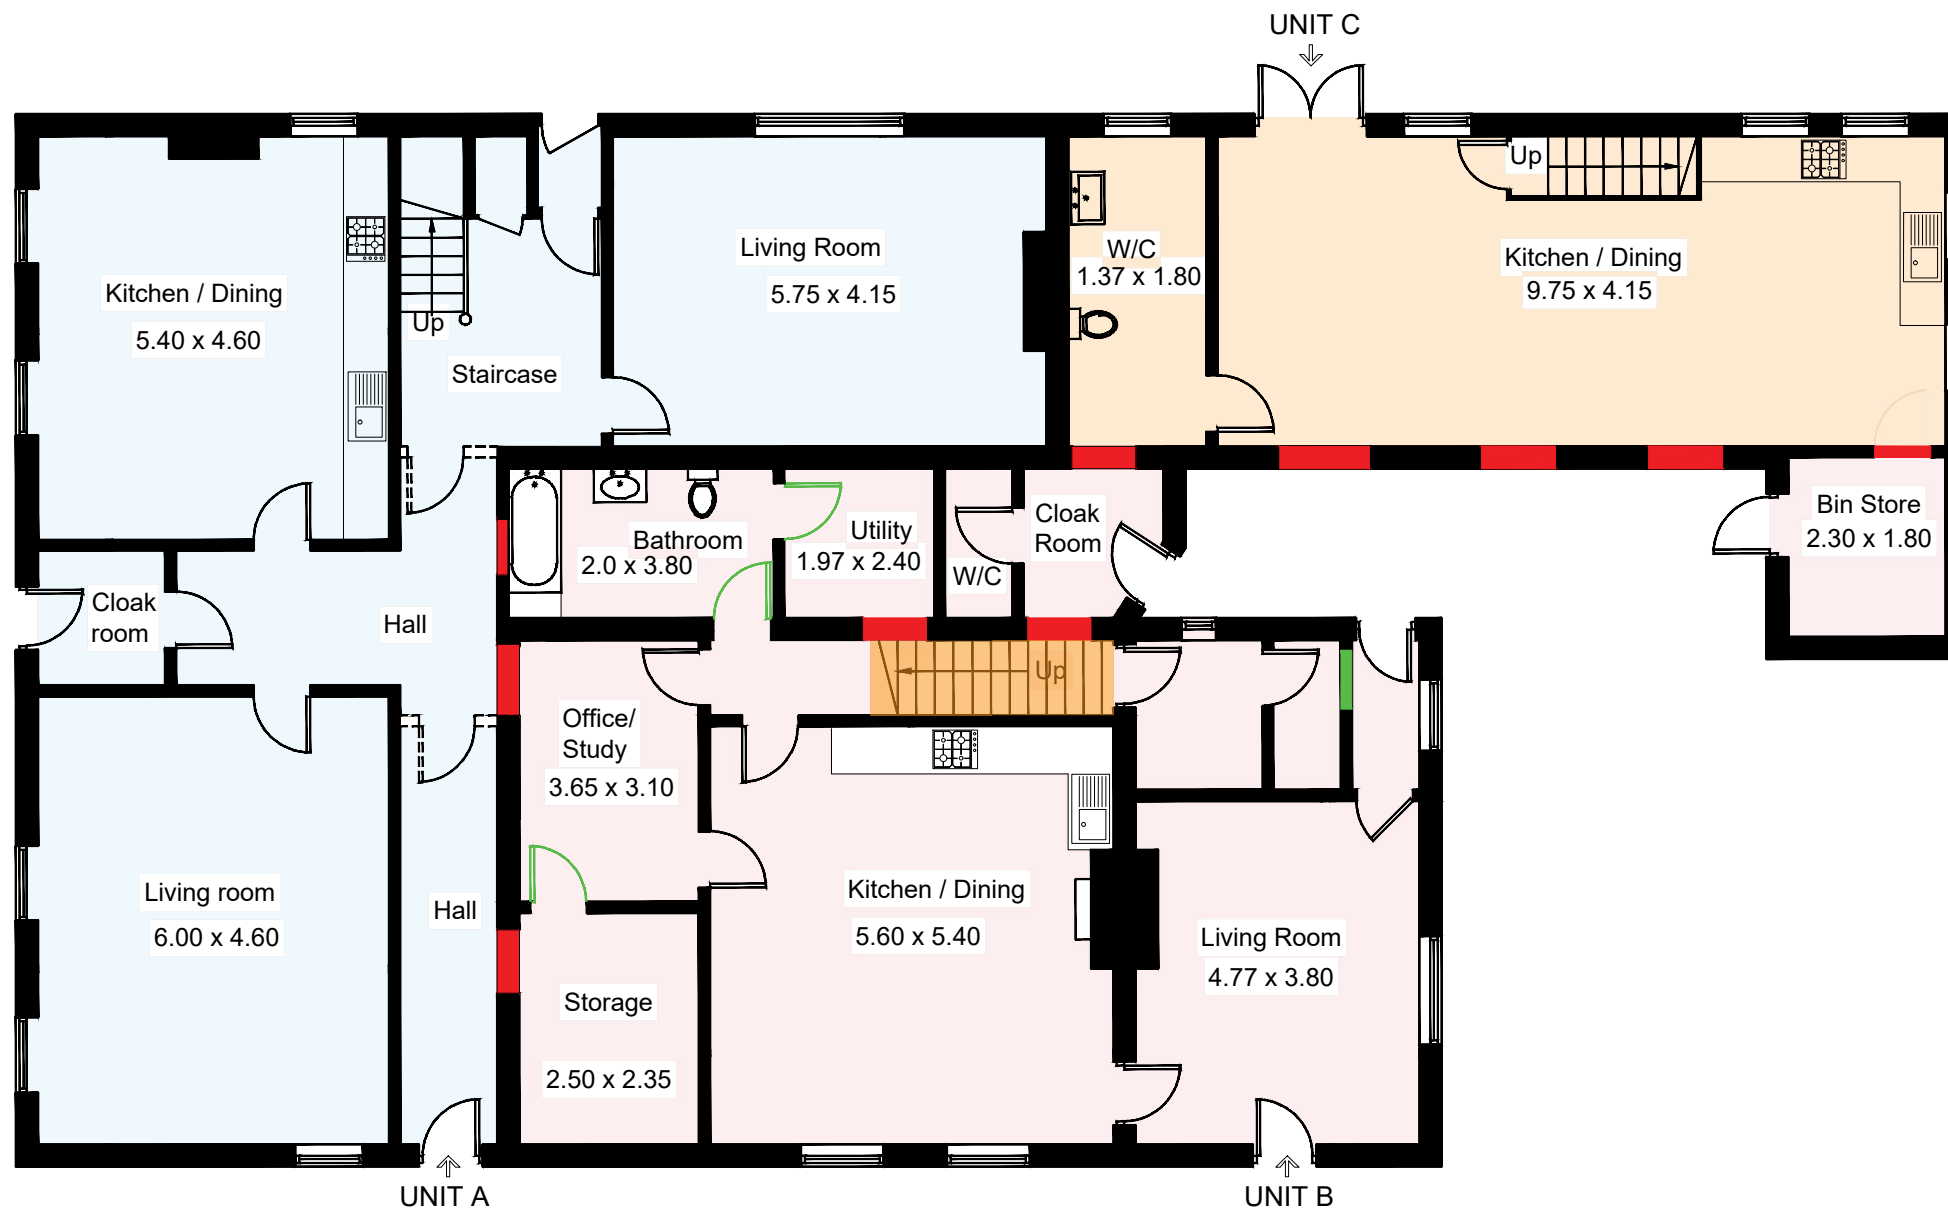 UNIT C
Kitchen / Dining
5.40 x 4.60
Up
Staircase
Living Room
5.75 x 4.15
W/C
1.37 x 1.80
Up
Kitchen / Dining
9.75 x 4.15
Cloak
room
Hall
Bathroom
2.0 x 3.80
Utility
1.97 x 2.40
W/C
Cloak
Room
Bin Store
2.30 x 1.80
Office/
Study
3.65 x 3.10
Up
Living room
6.00 x 4.60
Hall
Storage
2.50 x 2.35
Kitchen / Dining
5.60 x 5.40
Living Room
4.77 x 3.80
UNIT A
UNIT B